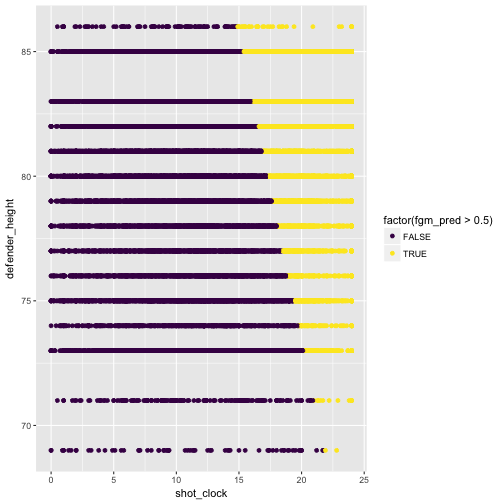 85
80
75
70
defender_height
0
5
10
15
20
25
shot_clock
factor(fgm_pred > 0.5)
FALSE
TRUE